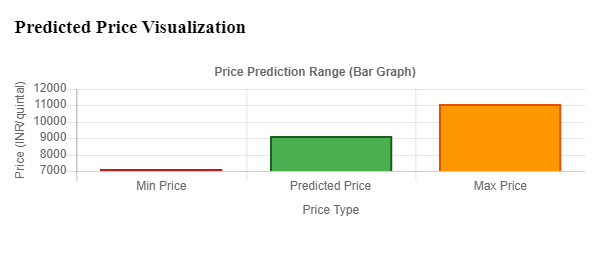 Predicted Price Visualization
Price Prediction Range (Bar Graph)
Price (INR/quintal)
12000
11000
10000
9000
8000
7000
Min Price
Predicted Price
Max Price
Price Type